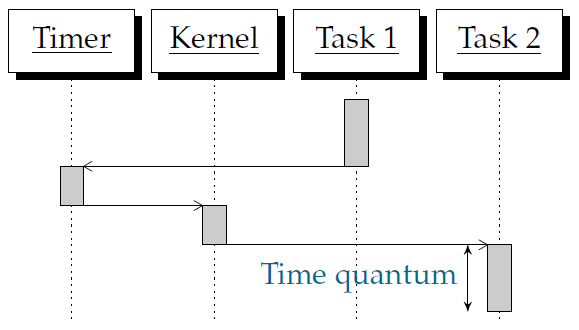 Timer
Kernel
Task 1
Task 2
Time quantum